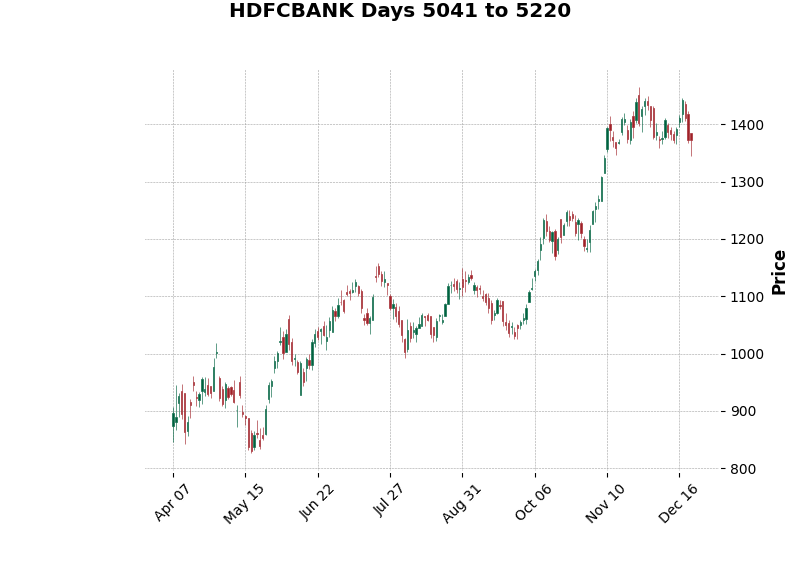 HDFCBANK Days 5041 to 5220
1400
1300
1200
1100
1000
900
800
Price
Apr 07
May 15
Jun 22
Jul 27
Aug 31
Oct 06
Nov 10
Dec 16